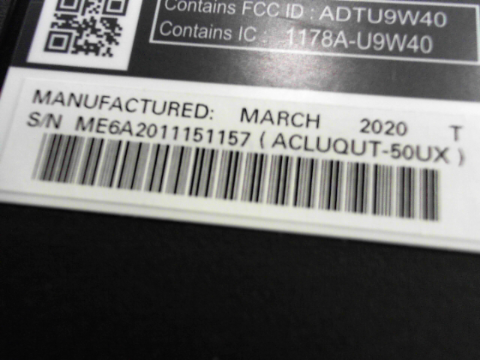 Contains FCC ID : ADTU9W40
Contains IC : 1178A-U9W40
MANUFACTURED: MARCH 2020 T
S/N ME6A2011151157 ( ACLUQUT-50UX )